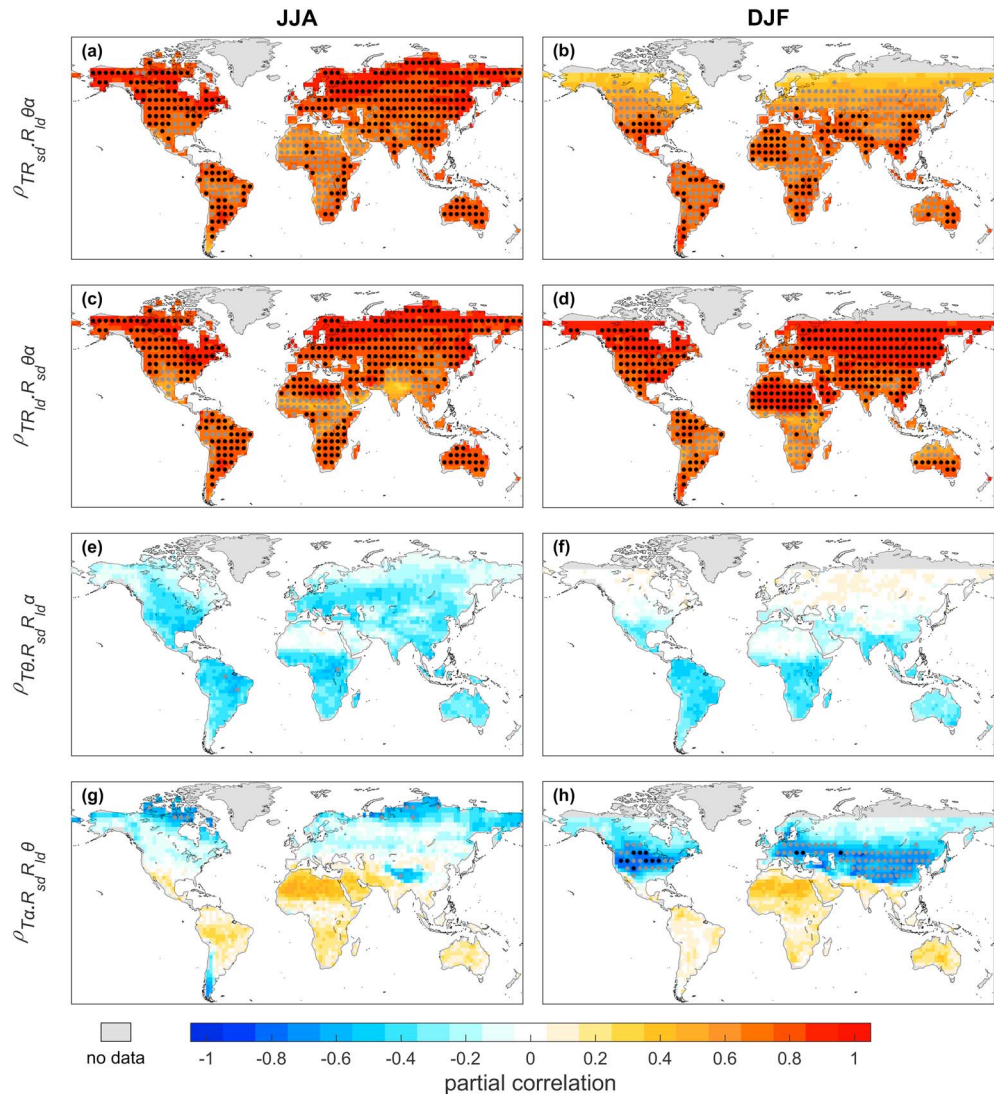 JJA DJF
(a) (b)
ρTRsd.Rldθα
(c) (d)
ρTRld.Rsdθα
(e) (f)
ρTθ.RsdRldα
(g) (h)
ρTα.RsdRldθ
no data
-1 -0.8 -0.6 -0.4 -0.2 0 0.2 0.4 0.6 0.8 1
partial correlation